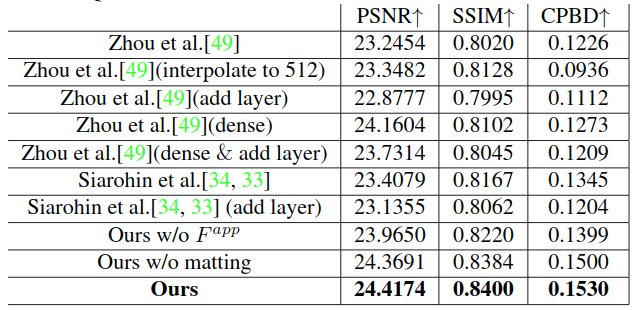 PSNR↑ SSIM↑ CPBD↑
Zhou et al.[49] 23.2454 0.8020 0.1226
Zhou et al.[49](interpolate to 512) 23.3482 0.8128 0.0936
Zhou et al.[49](add layer) 22.8777 0.7995 0.1112
Zhou et al.[49](dense) 24.1604 0.8102 0.1273
Zhou et al.[49](dense & add layer) 23.7314 0.8045 0.1209
Siarohin et al.[34, 33] 23.4079 0.8167 0.1345
Siarohin et al.[34, 33] (add layer) 23.1355 0.8062 0.1204
Ours w/o F^app 23.9650 0.8220 0.1399
Ours w/o matting 24.3691 0.8384 0.1500
Ours 24.4174 0.8400 0.1530